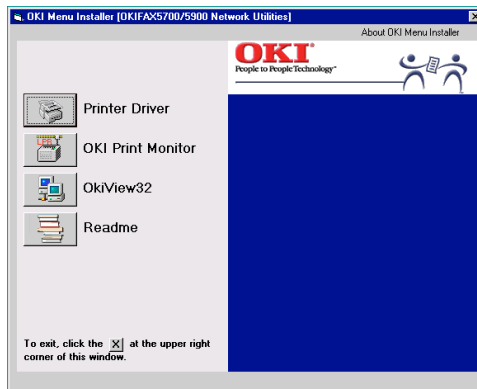 OKI Menu Installer [OKIFAX5700/5900 Network Utilities]
About OKI Menu Installer
OKI
People to People Technology
Printer Driver
LPR
OKI Print Monitor
OkiView32
Readme
To exit, click the X at the upper right
corner of this window.